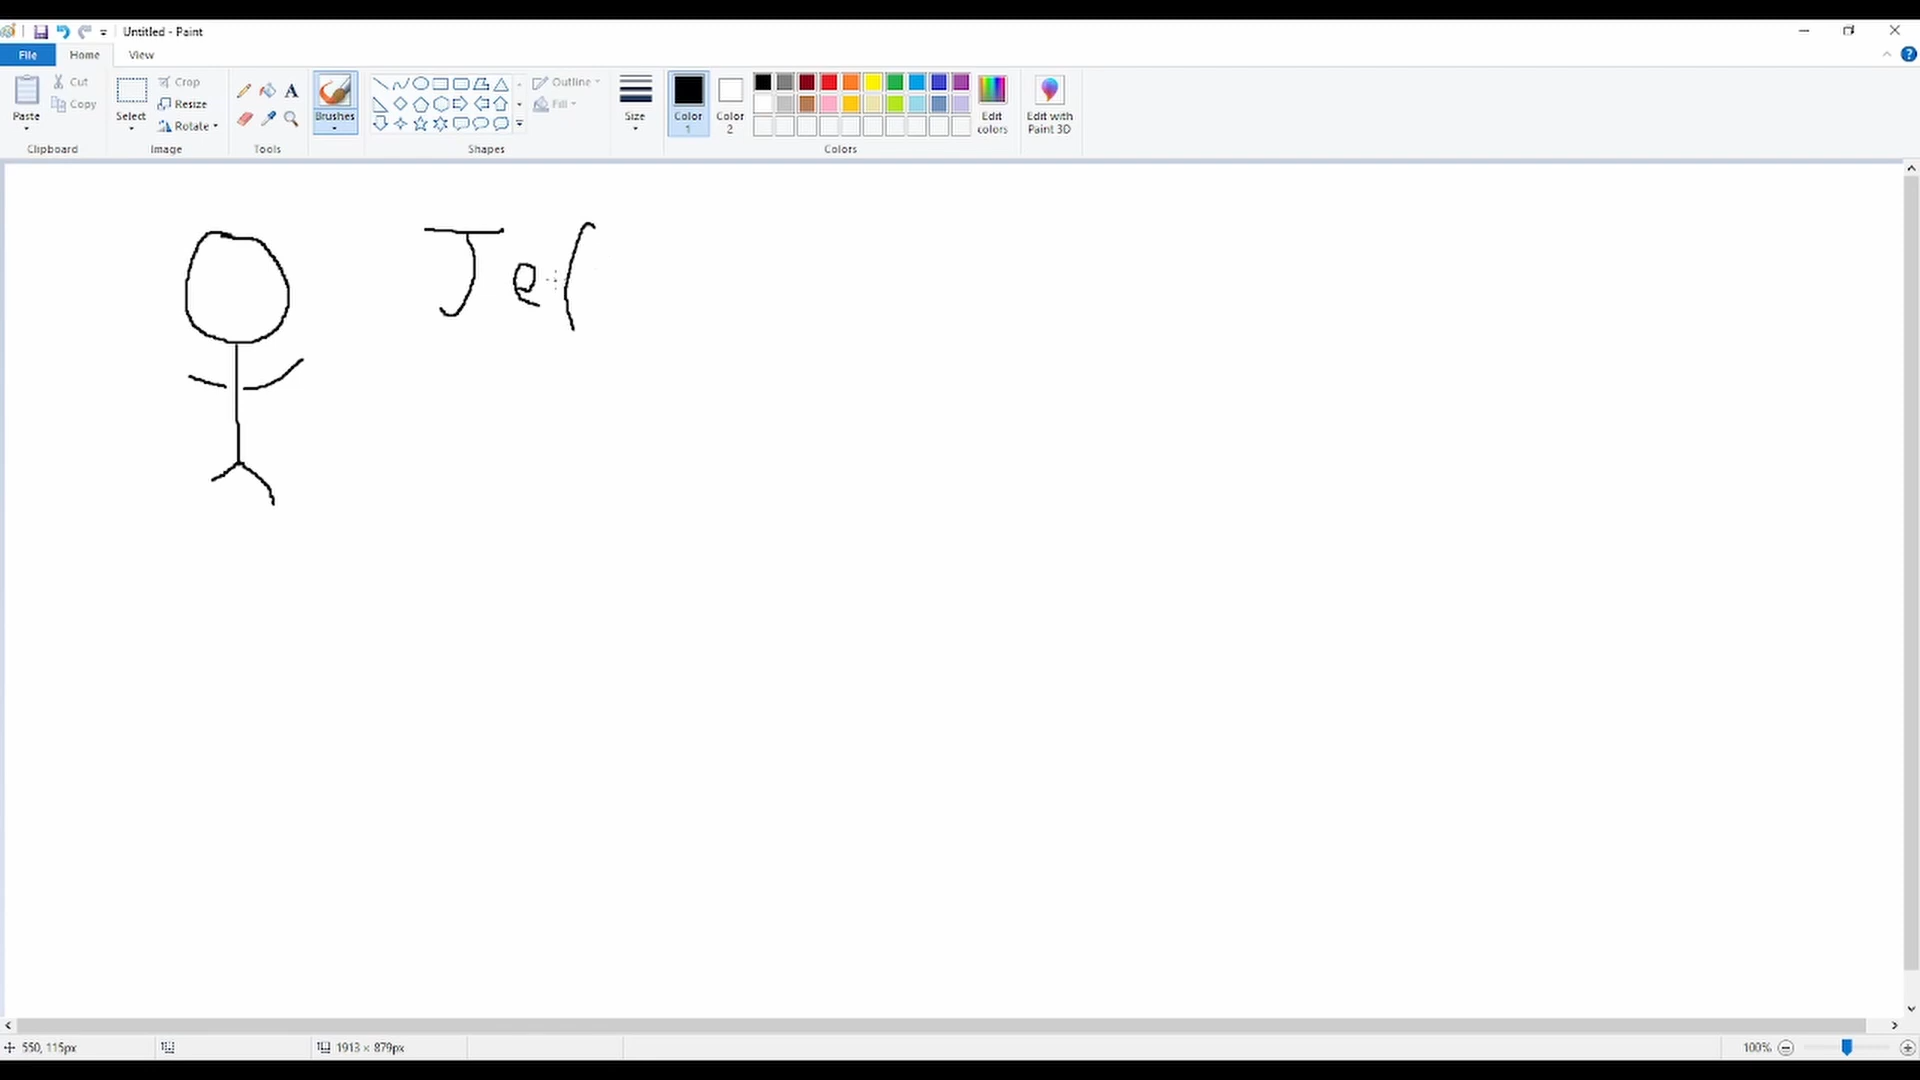 Untitled - Paint
File Home View
Paste Cut Copy Clipboard
Select Crop Resize Rotate Image
Tools
Brushes
Shapes Outline Fill
Size
Color 1 Color 2
Colors
Edit colors
Edit with Paint 3D
Je(
550, 115px
1913 × 879px
100%